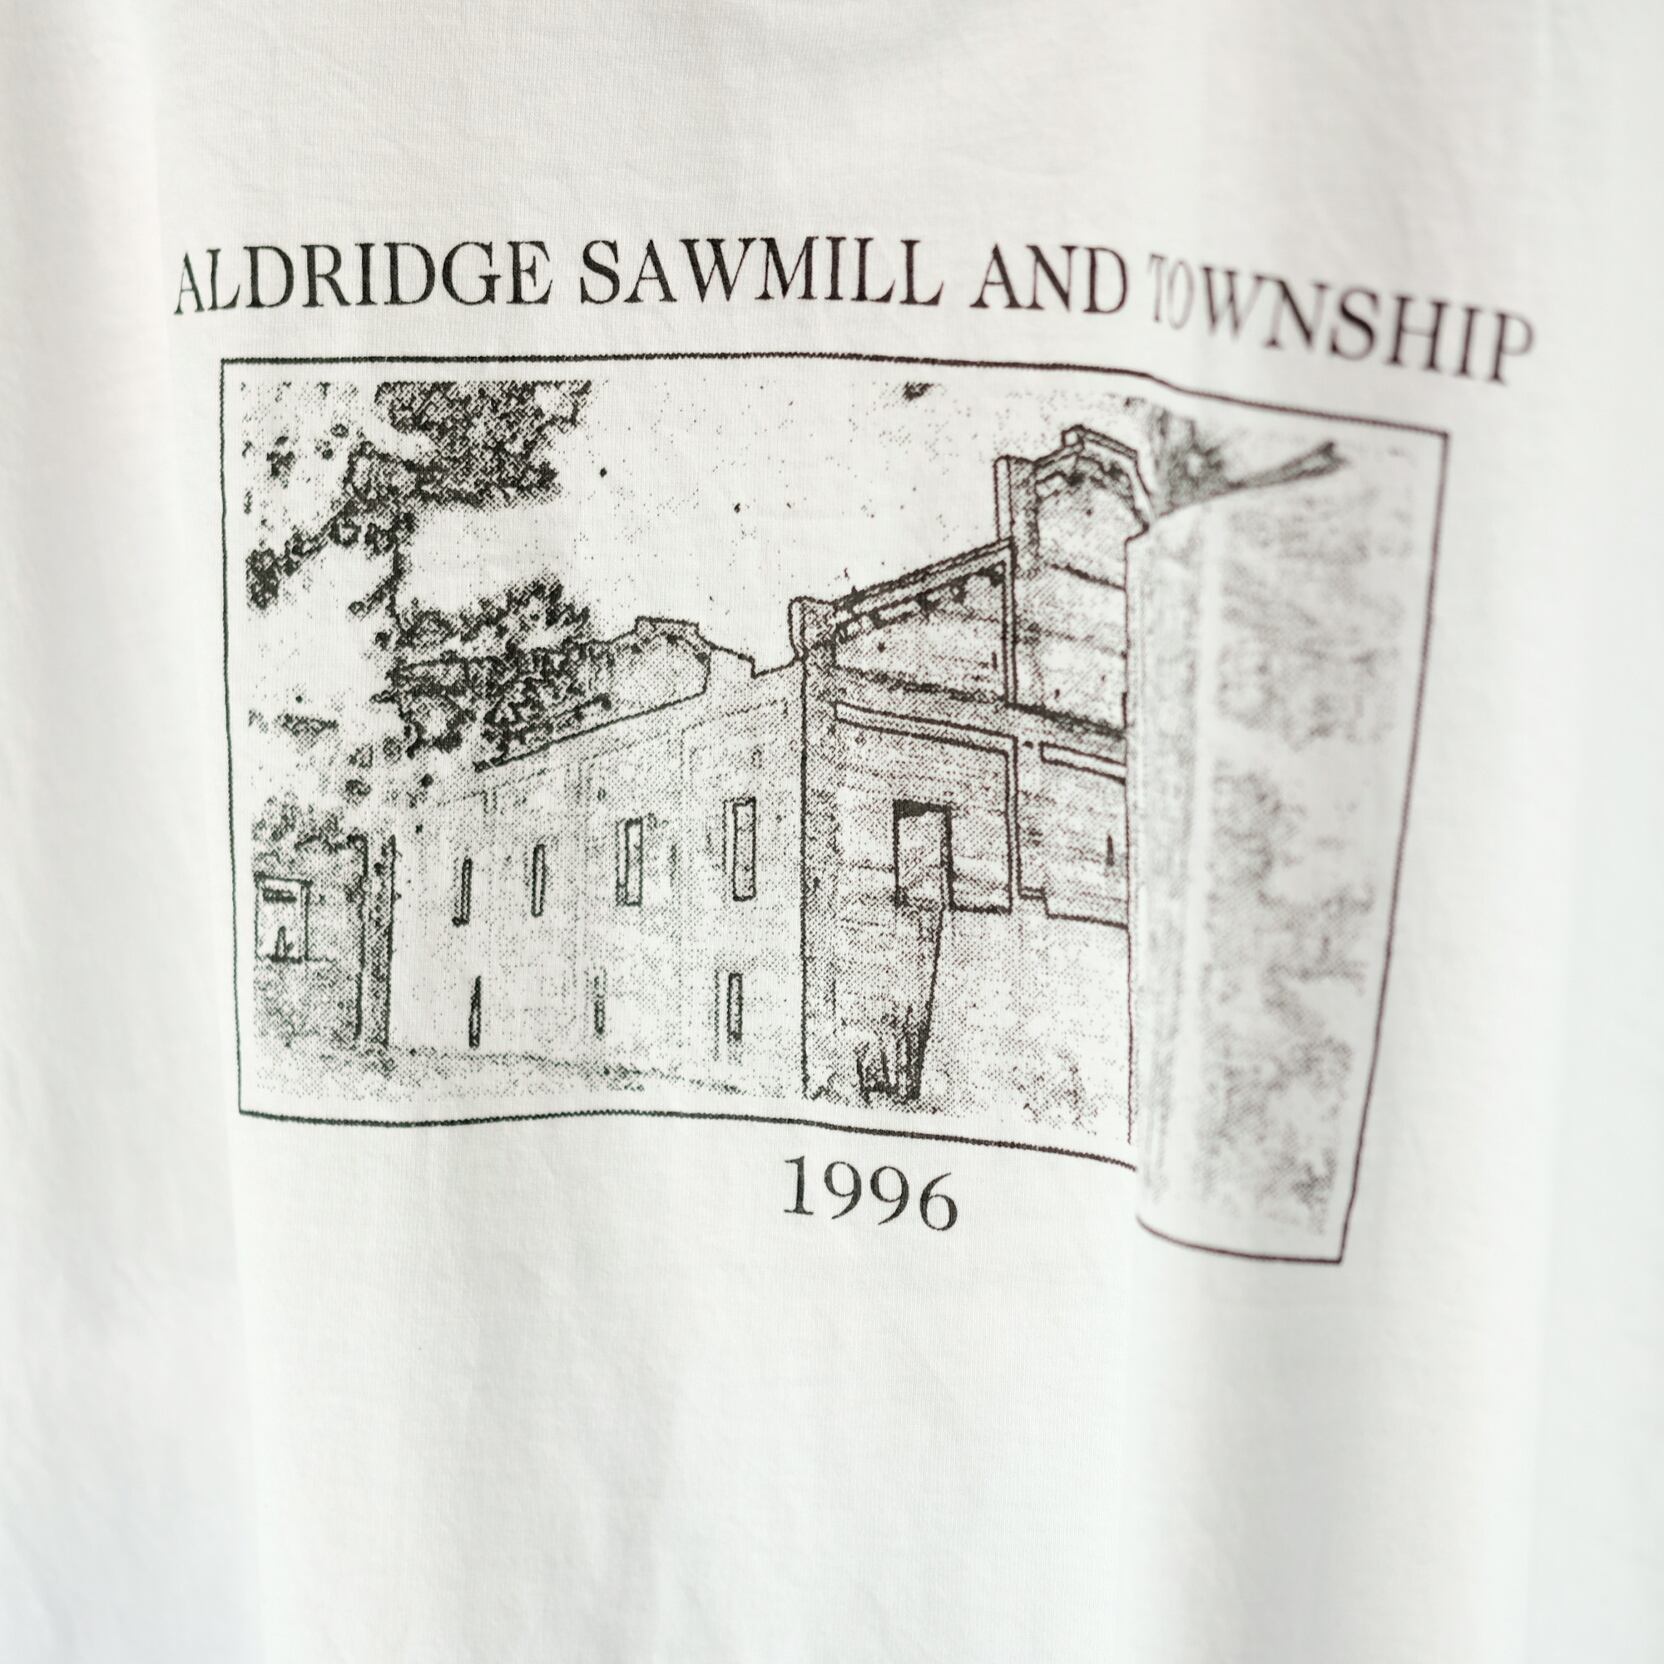 ALDRIDGE SAWMILL AND TOWNSHIP
1996